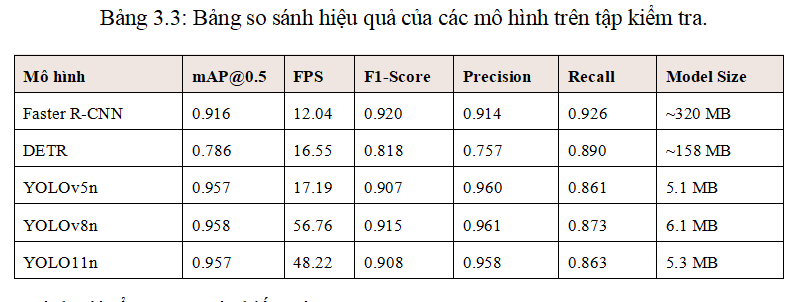 Bảng 3.3: Bảng so sánh hiệu quả của các mô hình trên tập kiểm tra.
Mô hình mAP@0.5 FPS F1-Score Precision Recall Model Size
Faster R-CNN 0.916 12.04 0.920 0.914 0.926 ~320 MB
DETR 0.786 16.55 0.818 0.757 0.890 ~158 MB
YOLOv5n 0.957 17.19 0.907 0.960 0.861 5.1 MB
YOLOv8n 0.958 56.76 0.915 0.961 0.873 6.1 MB
YOLO11n 0.957 48.22 0.908 0.958 0.863 5.3 MB